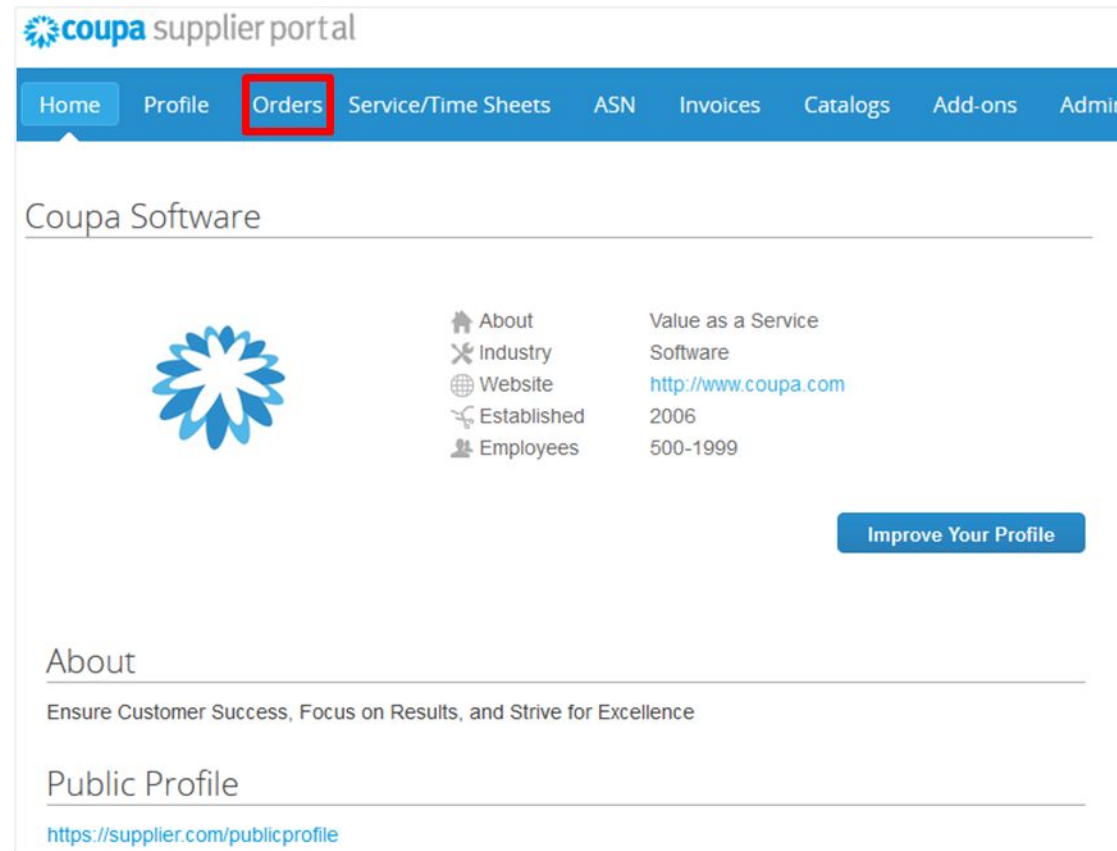 coupa supplier portal
Home Profile Orders Service/Time Sheets ASN Invoices Catalogs Add-ons Admin
Coupa Software
About Value as a Service
Industry Software
Website http://www.coupa.com
Established 2006
Employees 500-1999
Improve Your Profile
About
Ensure Customer Success, Focus on Results, and Strive for Excellence
Public Profile
https://supplier.com/publicprofile